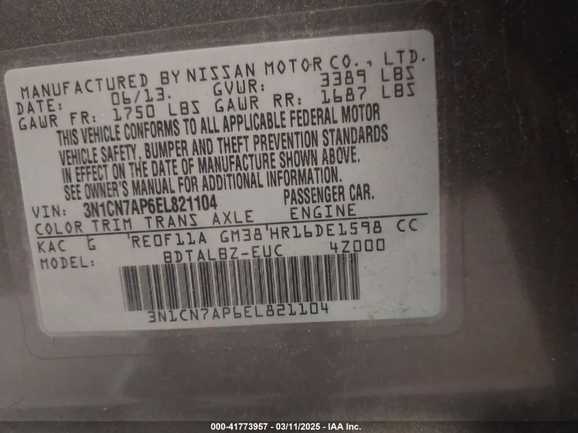 MANUFACTURED BY NISSAN MOTOR CO., LTD.
DATE: 06/13. GVWR: 3389 LBS
GAWR FR: 1750 LBS GAWR RR: 1687 LBS
THIS VEHICLE CONFORMS TO ALL APPLICABLE FEDERAL MOTOR
VEHICLE SAFETY, BUMPER AND THEFT PREVENTION STANDARDS
IN EFFECT ON THE DATE OF MANUFACTURE SHOWN ABOVE.
SEE OWNER'S MANUAL FOR ADDITIONAL INFORMATION.
VIN: 3N1CN7AP6EL821104 PASSENGER CAR.
COLOR TRIM TRANS AXLE ENGINE
KAC G RE0F11A GM38 HR16DE1598 CC
MODEL: BDTALBZ-EUC 4Z000
3N1CN7AP6EL821104
000-41773957 - 03/11/2025 - IAA Inc.